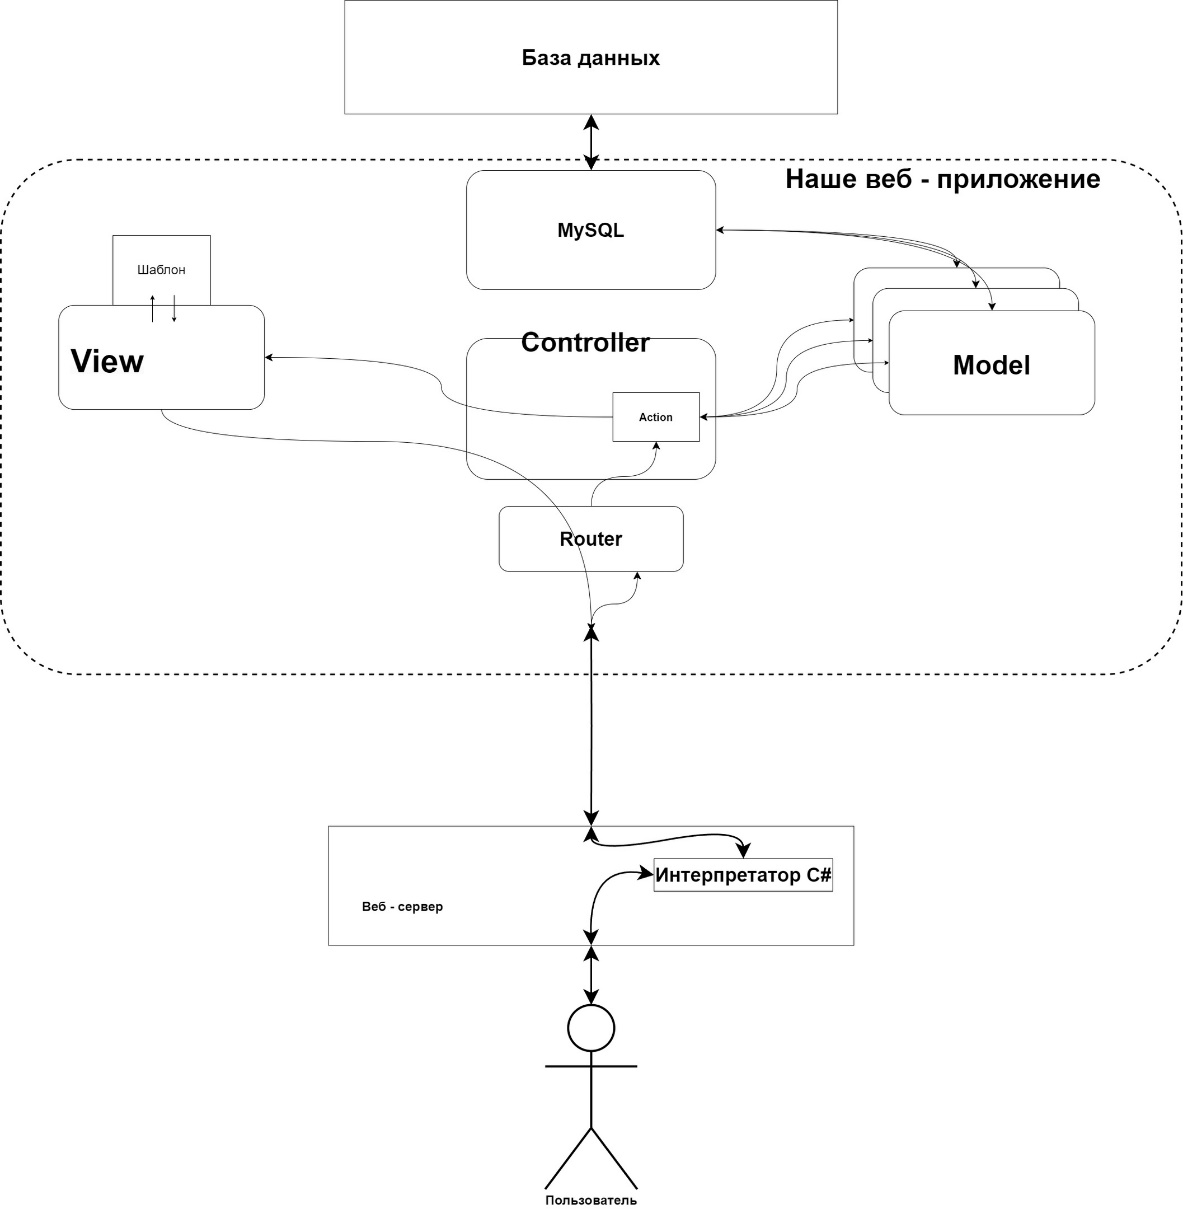 База данных
Наше веб - приложение
MySQL
Шаблон
View
Controller
Model
Action
Router
Интерпретатор C#
Веб - сервер
Пользователь